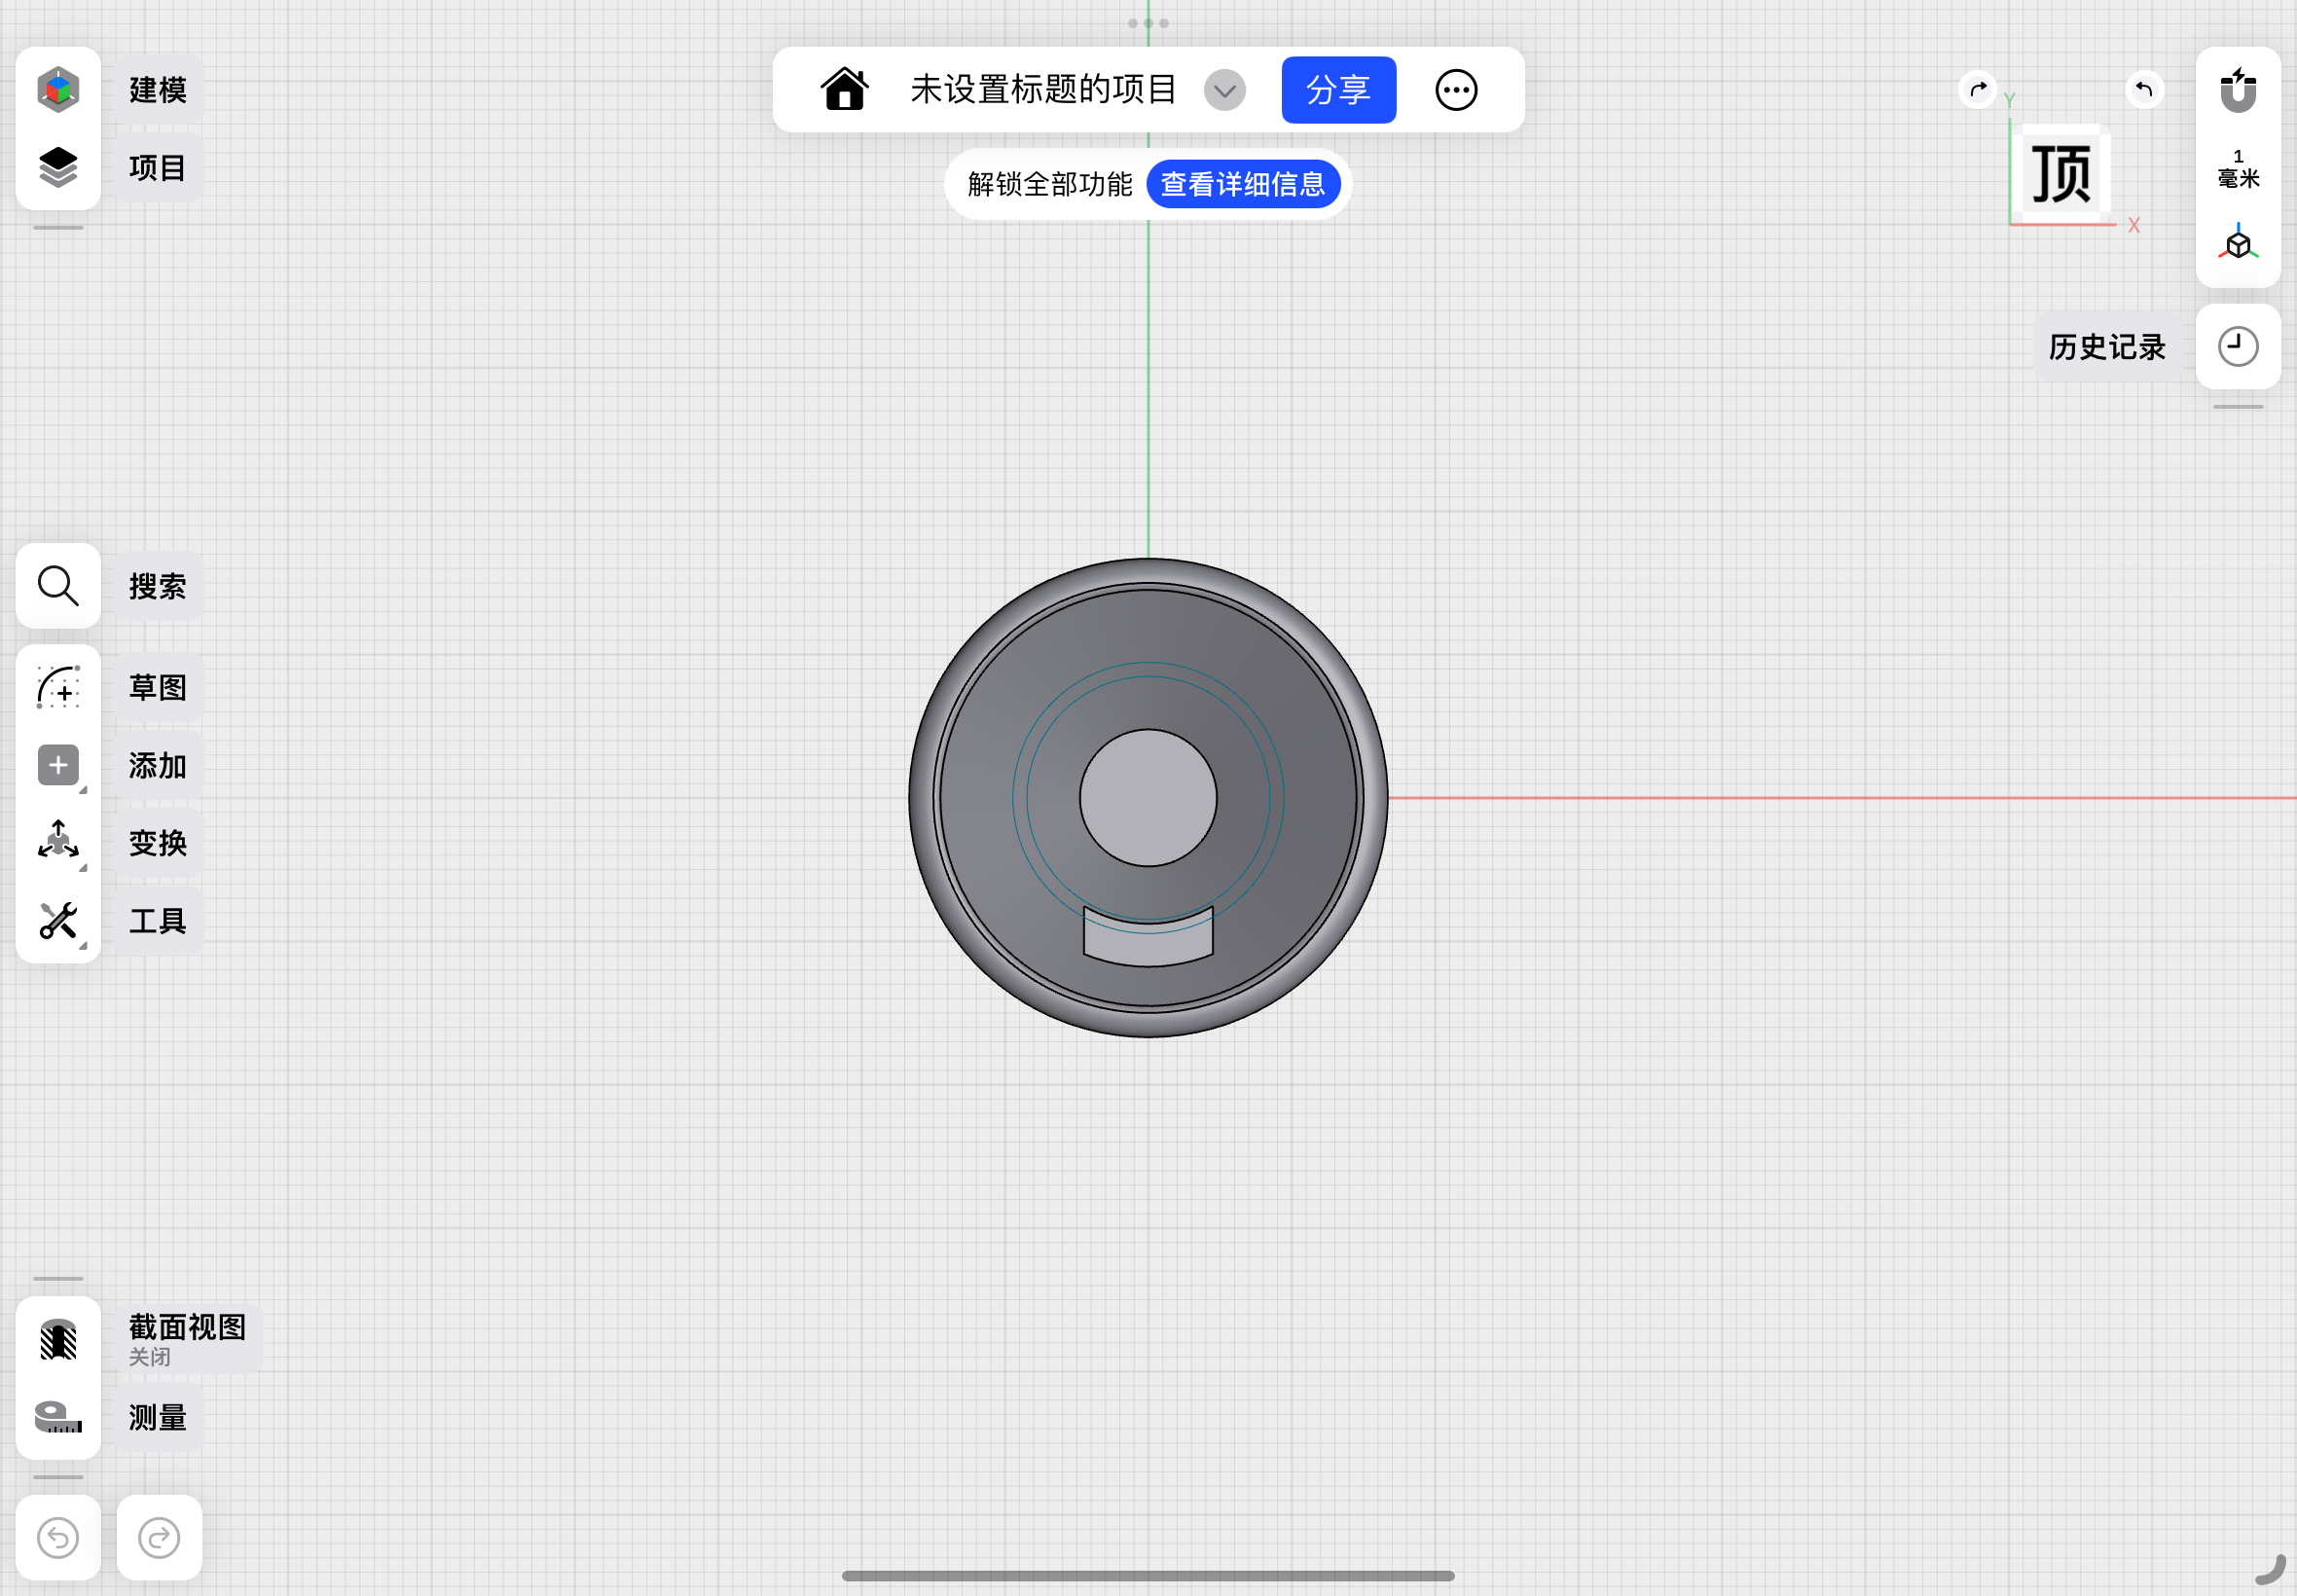 建模
项目
未设置标题的项目
分享
解锁全部功能
查看详细信息
Y
顶
X
1
毫米
历史记录
搜索
草图
添加
变换
工具
截面视图
关闭
测量